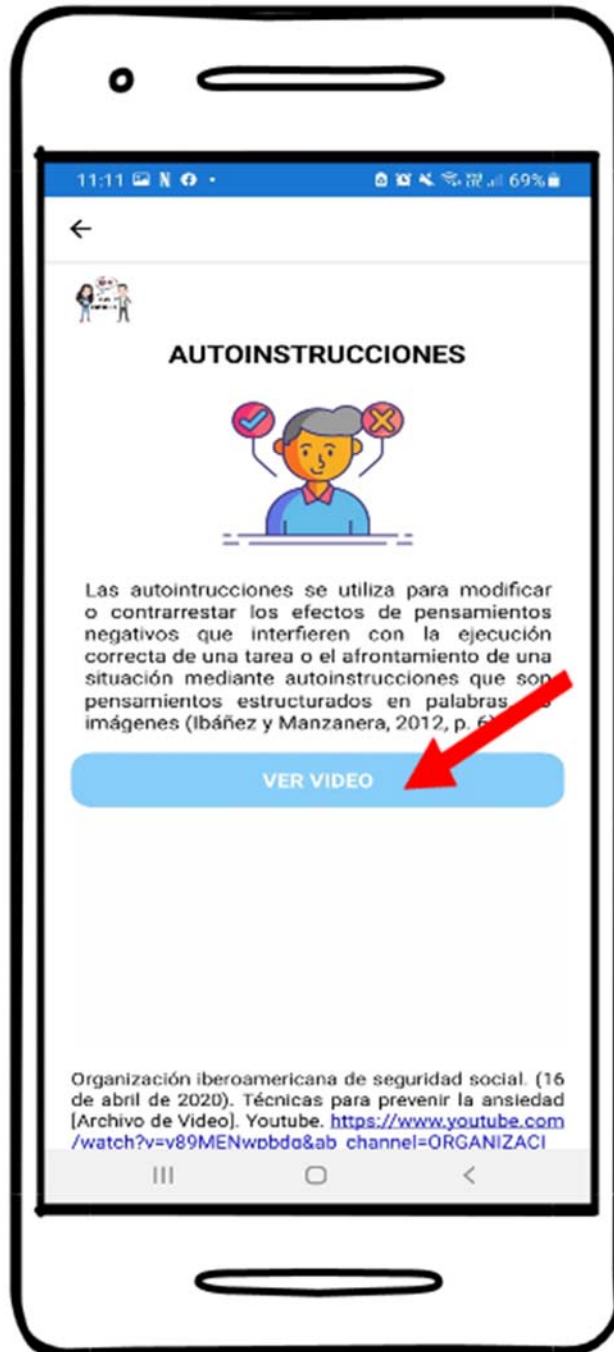 11:11 N 69%
AUTOINSTRUCCIONES
Las autointrucciones se utiliza para modificar
o contrarrestar los efectos de pensamientos
negativos que interfieren con la ejecución
correcta de una tarea o el afrontamiento de una
situación mediante autoinstrucciones que son
pensamientos estructurados en palabras
imágenes (Ibáñez y Manzanera, 2012, p. 6)
VER VIDEO
Organización iberoamericana de seguridad social. (16
de abril de 2020). Técnicas para prevenir la ansiedad
[Archivo de Video]. Youtube. https://www.youtube.com
/watch?v=v89MENwpbdg&ab_channel=ORGANIZACI